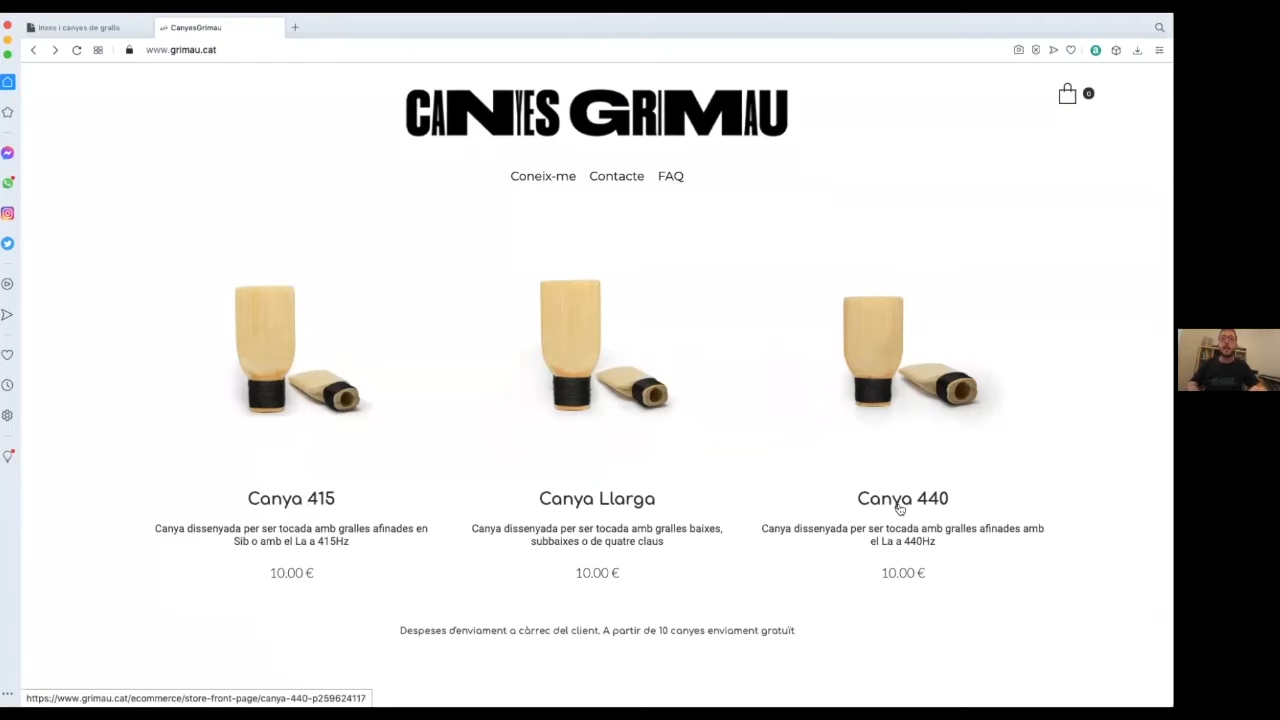 Inxes i canyes de gralla
CanyesGrimau
www.grimau.cat
CANYES GRIMAU
0
Coneix-me Contacte FAQ
Canya 415
Canya dissenyada per ser tocada amb gralles afinades en
Sib o amb el La a 415Hz
10.00 €
Canya Llarga
Canya dissenyada per ser tocada amb gralles baixes,
subbaixes o de quatre claus
10.00 €
Canya 440
Canya dissenyada per ser tocada amb gralles afinades amb
el La a 440Hz
10.00 €
Despeses d'enviament a càrrec del client. A partir de 10 canyes enviament gratuït
https://www.grimau.cat/ecommerce/store-front-page/canya-440-p259624117